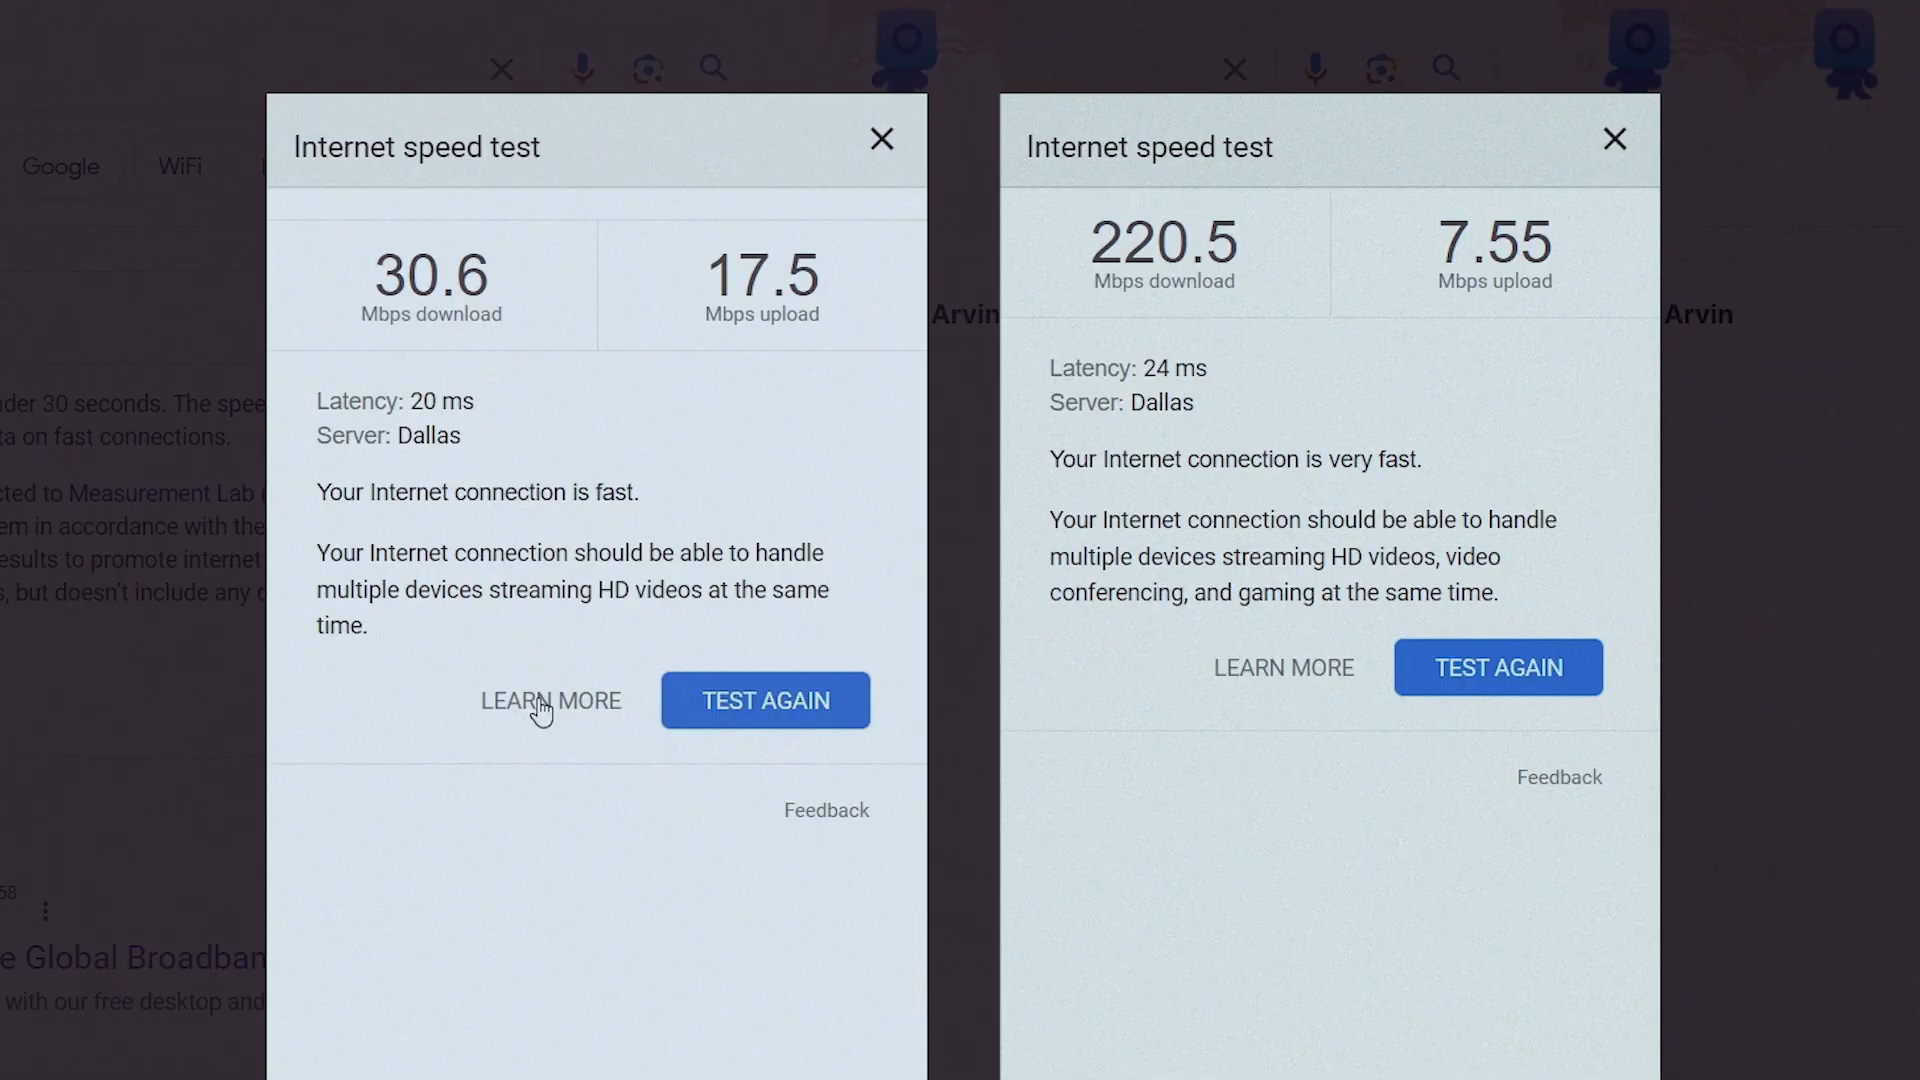 Google
WiFi
nder 30 seconds. The spee
ta on fast connections.
cted to Measurement Lab
em in accordance with the
esults to promote internet
s, but doesn't include any
58
e Global Broadban
with our free desktop and
Internet speed test
30.6
Mbps download
17.5
Mbps upload
Latency: 20 ms
Server: Dallas
Your Internet connection is fast.
Your Internet connection should be able to handle
multiple devices streaming HD videos at the same
time.
LEARN MORE
TEST AGAIN
Feedback
Arvin
Internet speed test
220.5
Mbps download
7.55
Mbps upload
Latency: 24 ms
Server: Dallas
Your Internet connection is very fast.
Your Internet connection should be able to handle
multiple devices streaming HD videos, video
conferencing, and gaming at the same time.
LEARN MORE
TEST AGAIN
Feedback
Arvin